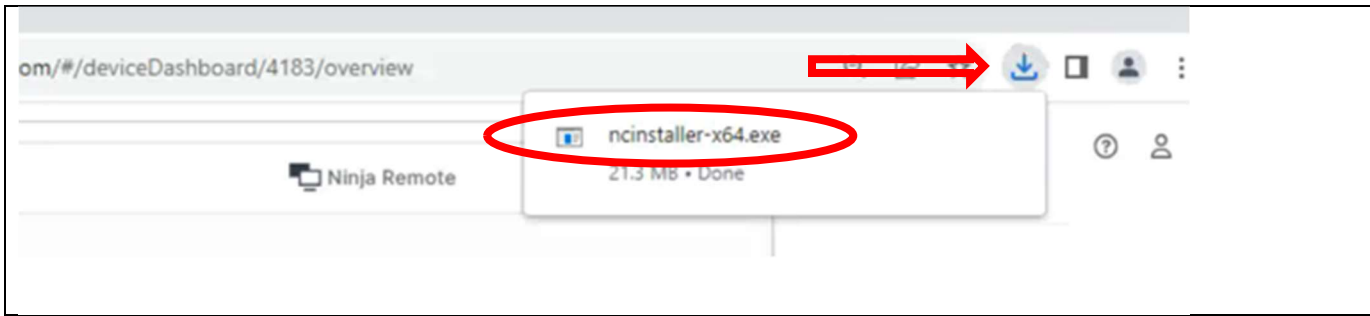 om/#/deviceDashboard/4183/overview
ncinstaller-x64.exe
21.3 MB • Done
Ninja Remote